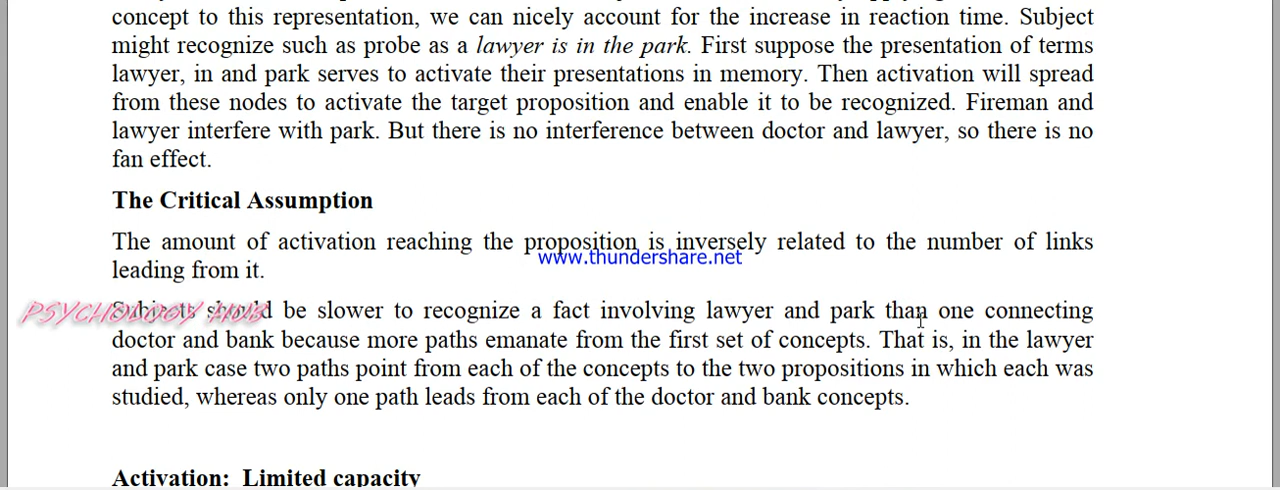 concept to this representation, we can nicely account for the increase in reaction time. Subject
might recognize such as probe as a lawyer is in the park. First suppose the presentation of terms
lawyer, in and park serves to activate their presentations in memory. Then activation will spread
from these nodes to activate the target proposition and enable it to be recognized. Fireman and
lawyer interfere with park. But there is no interference between doctor and lawyer, so there is no
fan effect.
The Critical Assumption
The amount of activation reaching the proposition is inversely related to the number of links
www.thundershare.net
leading from it.
PSYCHOLOGY HUB
Subjects should be slower to recognize a fact involving lawyer and park than one connecting
doctor and bank because more paths emanate from the first set of concepts. That is, in the lawyer
and park case two paths point from each of the concepts to the two propositions in which each was
studied, whereas only one path leads from each of the doctor and bank concepts.
Activation: Limited capacity